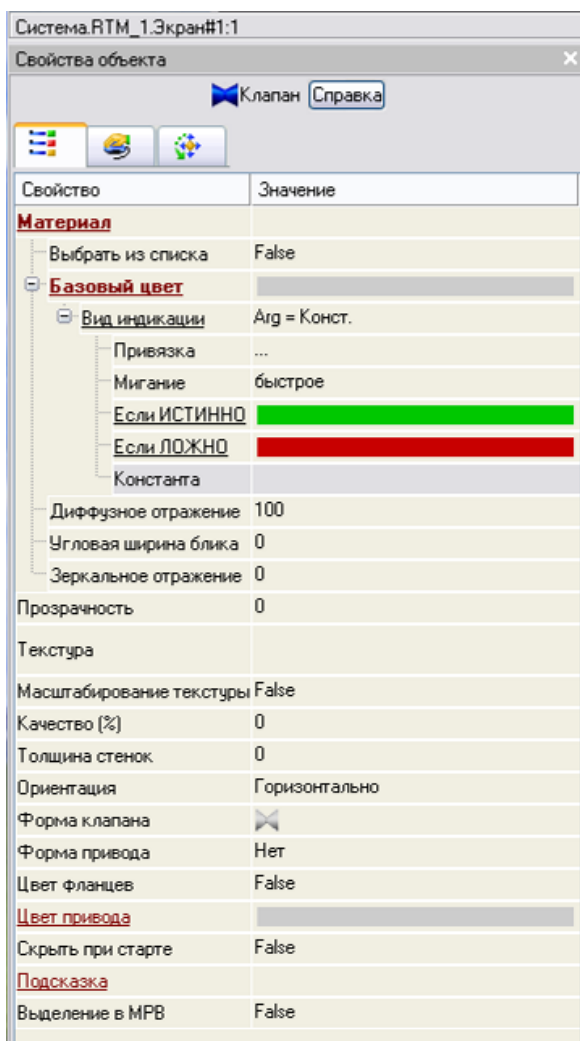 Система.RTM_1.Экран#1:1
Свойства объекта
Клапан Справка
Свойство Значение
Материал
Выбрать из списка False
Базовый цвет
Вид индикации Arg = Конст.
Привязка ...
Мигание быстрое
Если ИСТИННО
Если ЛОЖНО
Константа
Диффузное отражение 100
Угловая ширина блика 0
Зеркальное отражение 0
Прозрачность 0
Текстура
Масштабирование текстуры False
Качество (%) 0
Толщина стенок 0
Ориентация Горизонтально
Форма клапана
Форма привода Нет
Цвет фланцев False
Цвет привода
Скрыть при старте False
Подсказка
Выделение в МРВ False